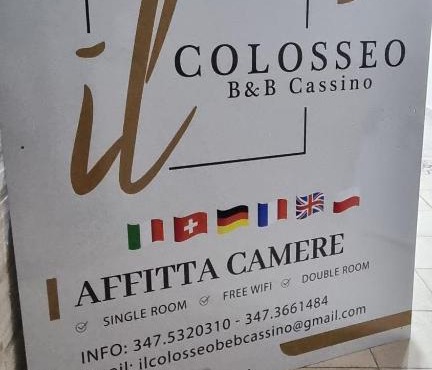 il
COLOSSEO
B&B Cassino
AFFITTA CAMERE
SINGLE ROOM FREE WIFI DOUBLE ROOM
INFO: 347.5320310 - 347.3661484
il: ilcolosseobebcassino@gmail.com